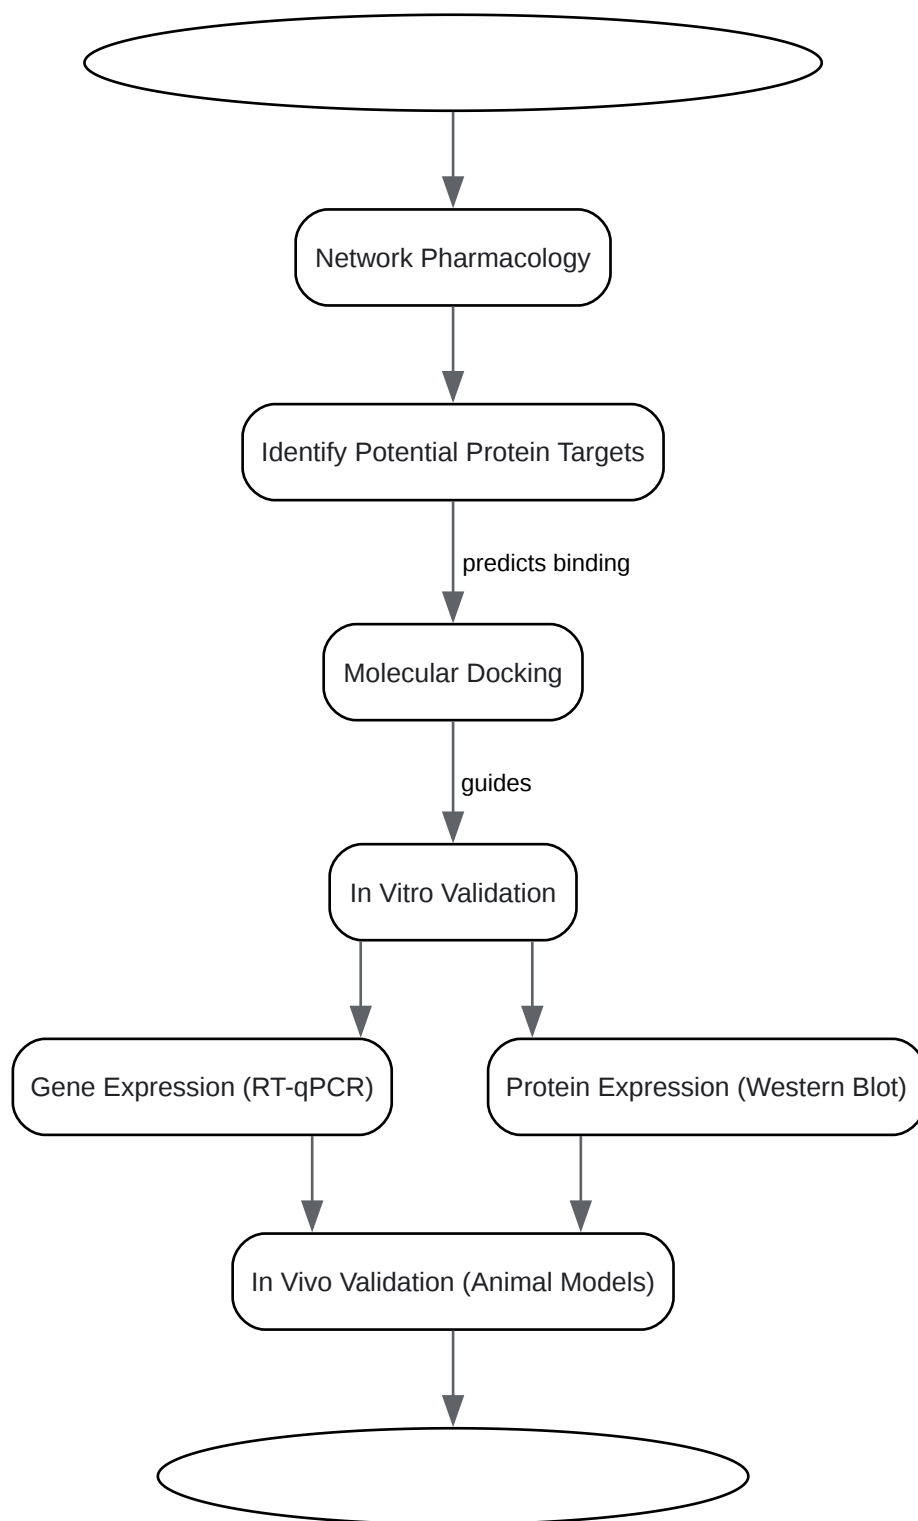 Network Pharmacology
Identify Potential Protein Targets
predicts binding
Molecular Docking
guides
In Vitro Validation
Gene Expression (RT-qPCR)
Protein Expression (Western Blot)
In Vivo Validation (Animal Models)